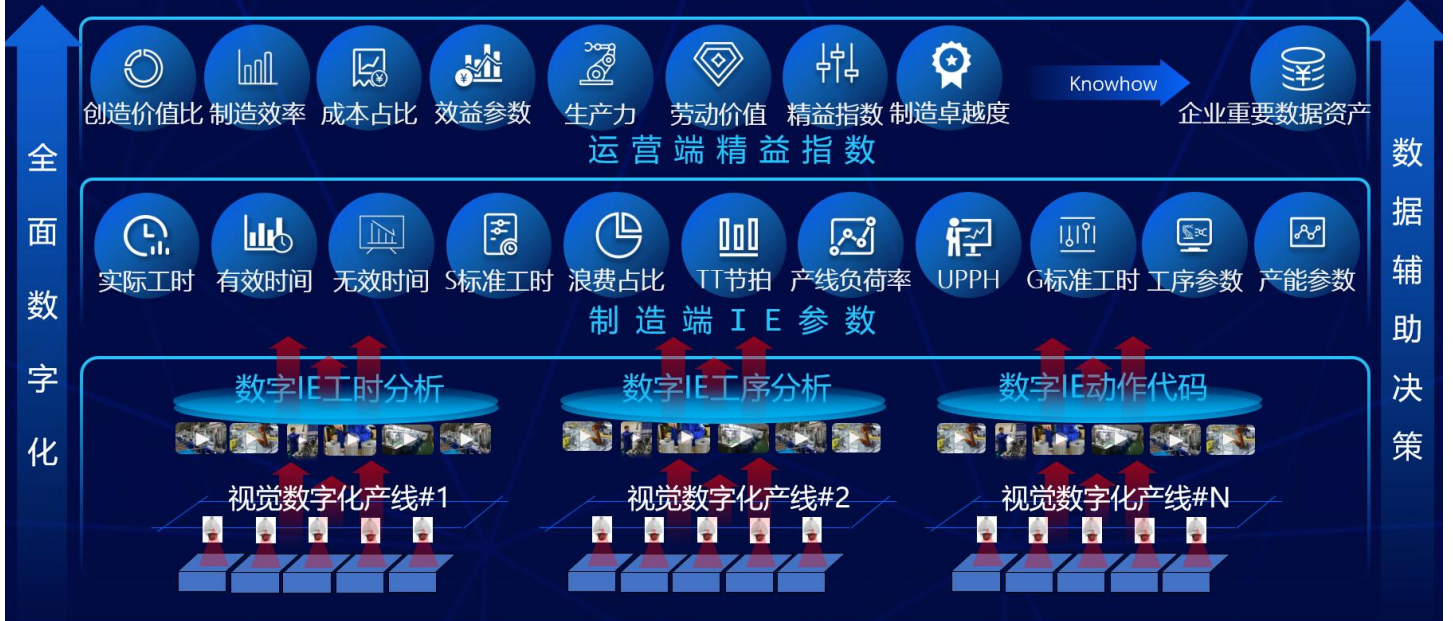 全面数字化
创造价值比 制造效率 成本占比 效益参数 生产力 劳动价值 精益指数 制造卓越度 Knowhow 企业重要数据资产
运营端精益指数
实际工时 有效时间 无效时间 S标准工时 浪费占比 TT节拍 产线负荷率 UPPH G标准工时 工序参数 产能参数
制造端IE参数
数字IE工时分析 数字IE工序分析 数字IE动作代码
视觉数字化产线#1 视觉数字化产线#2 视觉数字化产线#N
数据辅助决策